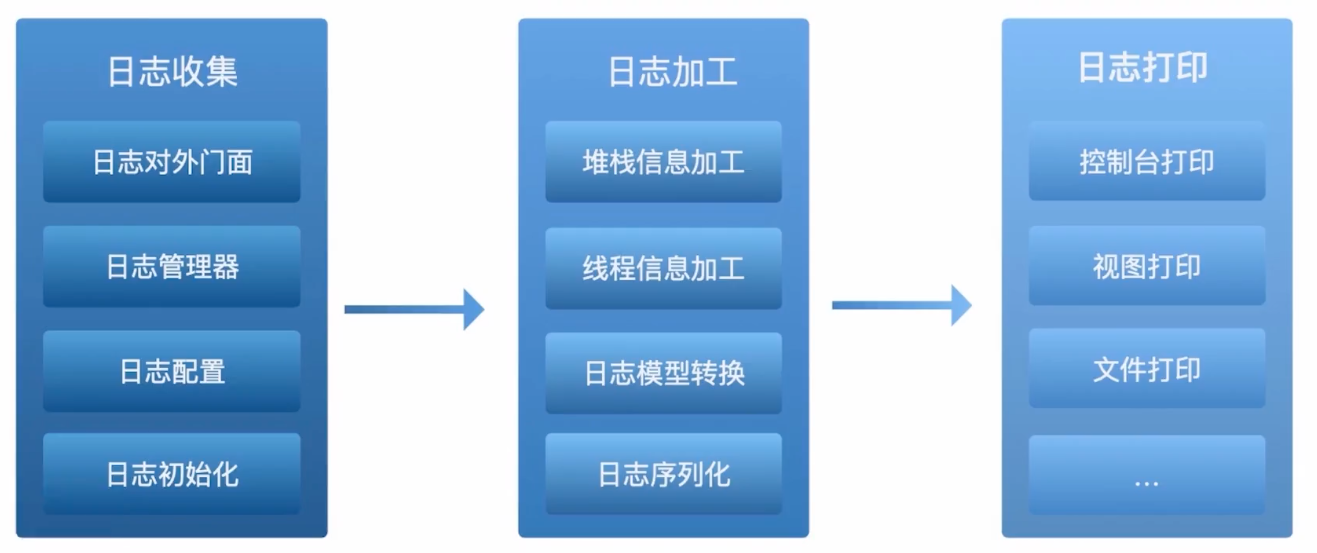 日志收集
日志对外门面
日志管理器
日志配置
日志初始化
日志加工
堆栈信息加工
线程信息加工
日志模型转换
日志序列化
日志打印
控制台打印
视图打印
文件打印
...